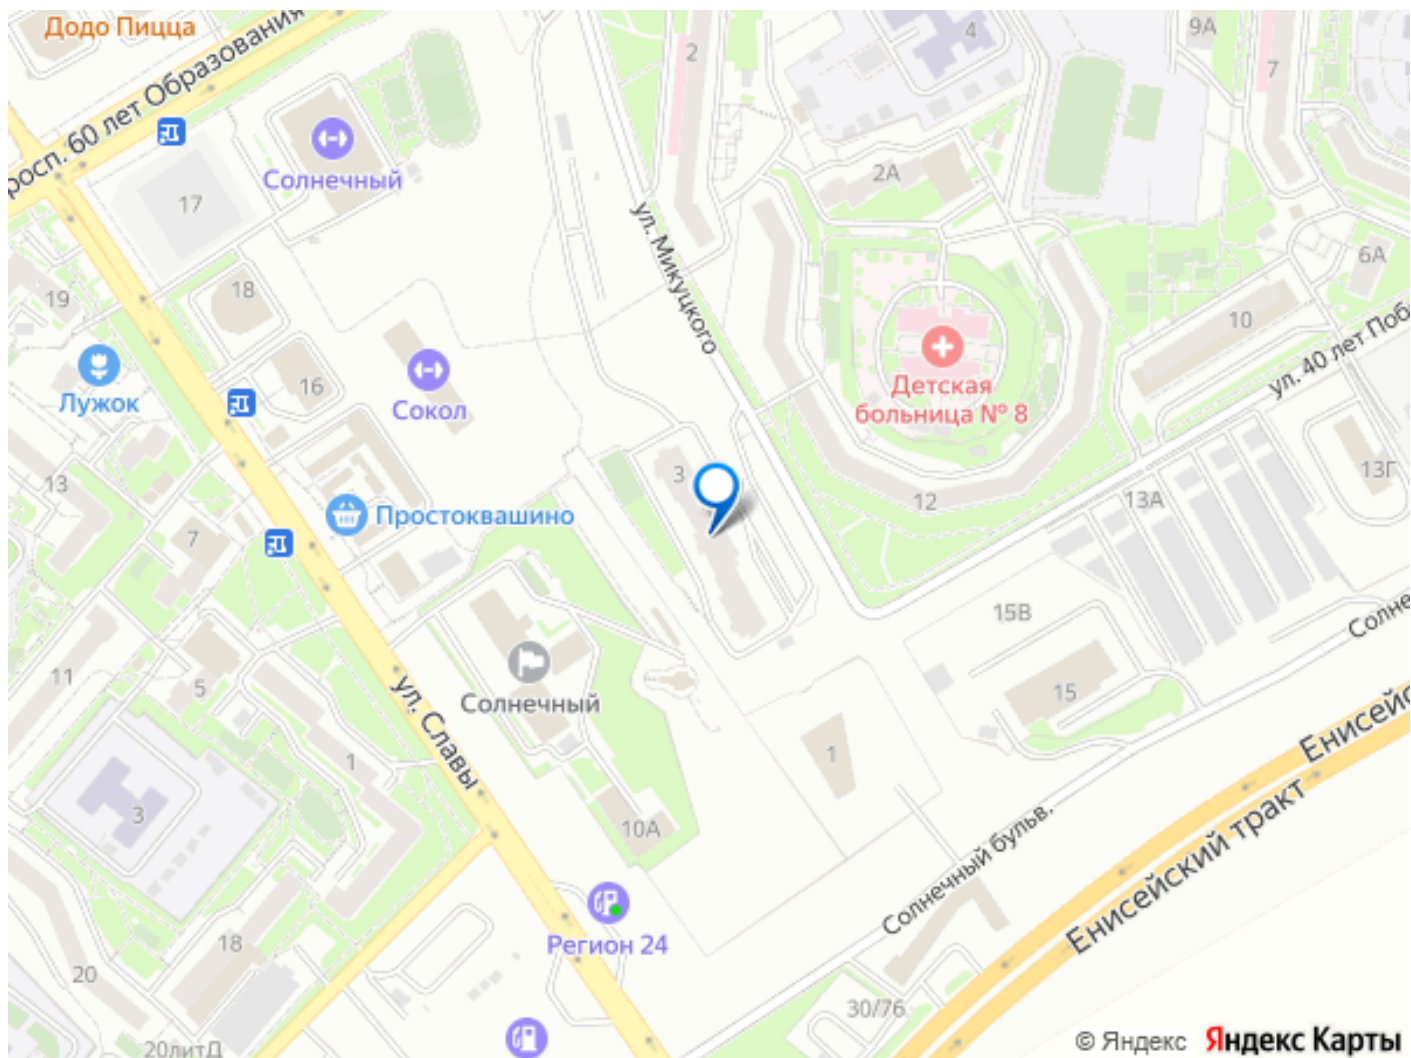 Додо Пицца
росп. 60 лет Образования
2
4
9А
7
Солнечный
17
2А
ул. Микуцкого
19
18
6А
10
Лужок
16
Сокол
Детская
больница № 8
ул. 40 лет Поб
13
3
12
13А
13Г
Простоквашино
7
15В
Солне
11
5
Солнечный
15
ул. Славы
1
1
Енисейс
3
10А
Енисейский тракт
Солнечный бульв.
18
Регион 24
20
30/76
20литД
© Яндекс Яндекс Карты